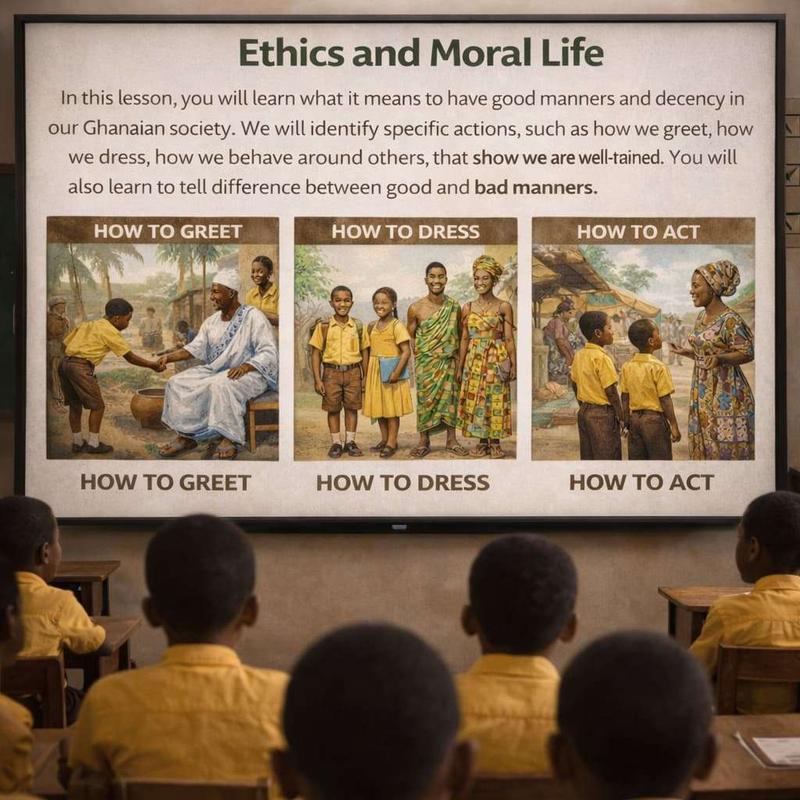 Ethics and Moral Life
In this lesson, you will learn what it means to have good manners and decency in
our Ghanaian society. We will identify specific actions, such as how we greet, how
we dress, how we behave around others, that show we are well-tained. You will
also learn to tell difference between good and bad manners.
HOW TO GREET
HOW TO DRESS
HOW TO ACT
HOW TO GREET
HOW TO DRESS
HOW TO ACT